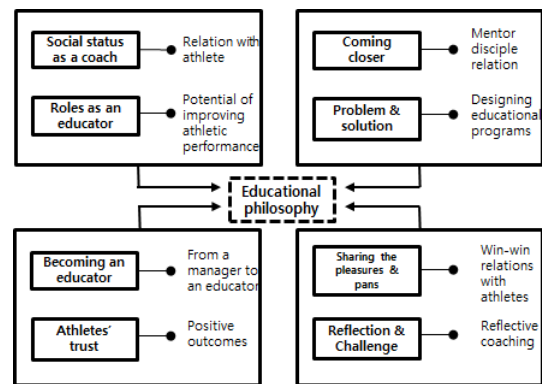 Social status
as a coach
Relation with
athlete
Roles as an
educator
Potential of
improving
athletic
performance
Coming
closer
Mentor
disciple
relation
Problem &
solution
Designing
educational
programs
Educational
philosophy
Becoming an
educator
From a
manager to
an educator
Athletes'
trust
Positive
outcomes
Sharing the
pleasures &
pans
Win-win
relations
with
athletes
Reflection &
Challenge
Reflective
coaching